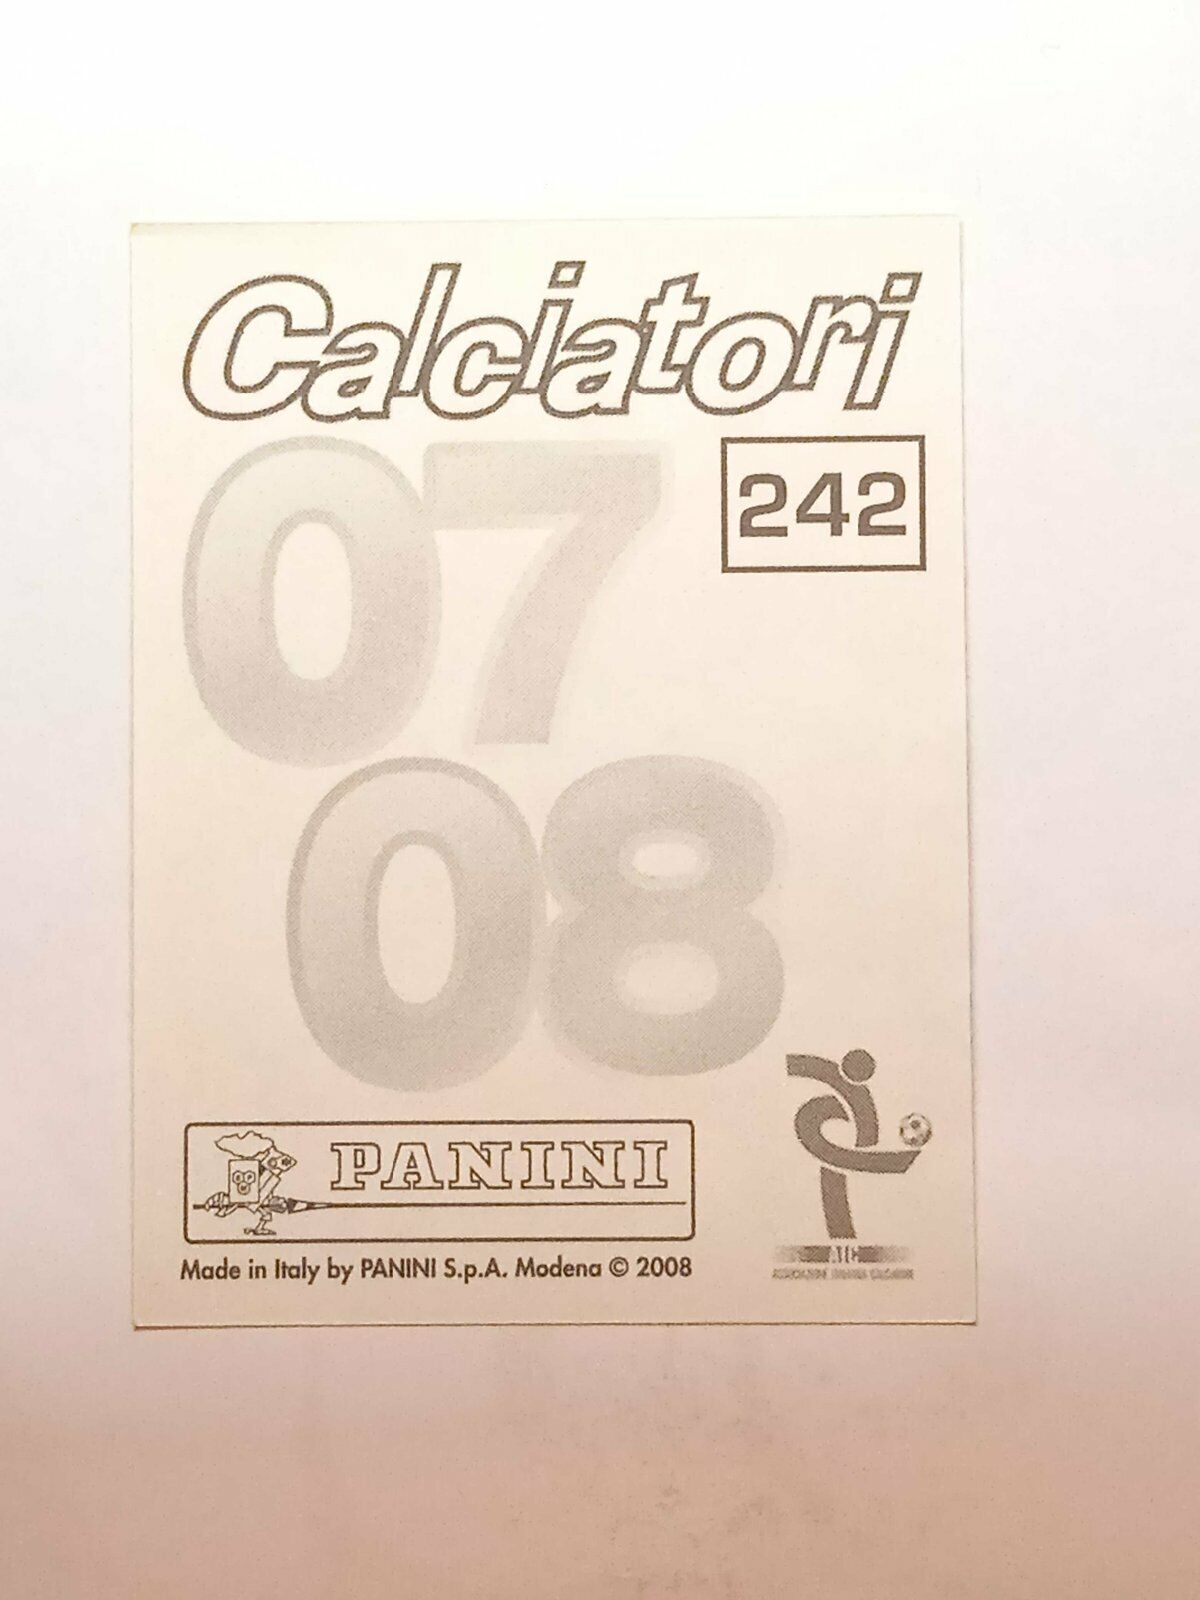 Calciatori
07
242
08
PANINI
Made in Italy by PANINI S.p.A. Modena © 2008